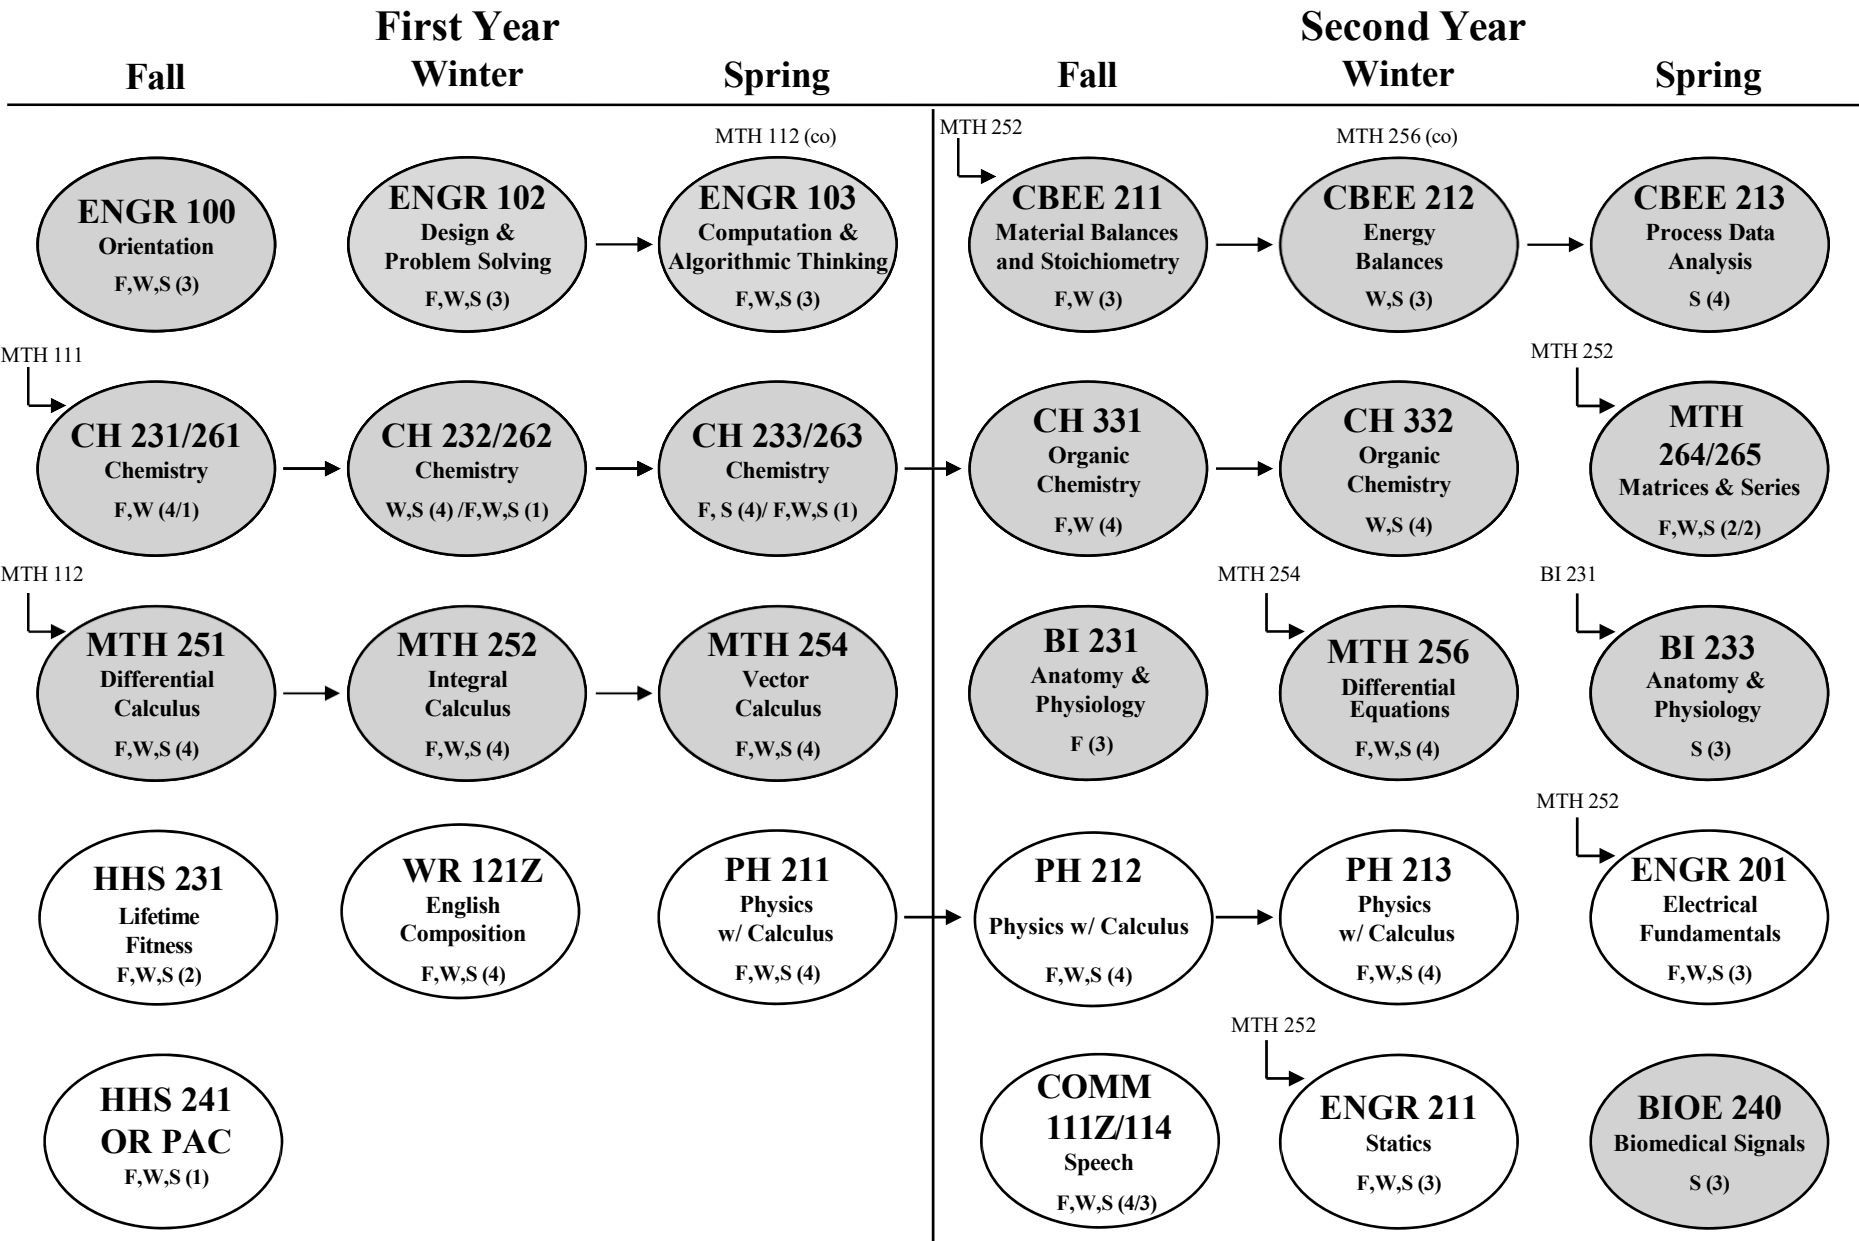 First Year
Second Year
Fall
Winter
Spring
Fall
Winter
Spring
MTH 112 (co)
MTH 252
MTH 256 (co)
ENGR 100
Orientation
F,W,S (3)
ENGR 102
Design &
Problem Solving
F,W,S (3)
ENGR 103
Computation &
Algorithmic Thinking
F,W,S (3)
CBEE 211
Material Balances
and Stoichiometry
F,W (3)
CBEE 212
Energy
Balances
W,S (3)
CBEE 213
Process Data
Analysis
S (4)
MTH 111
MTH 252
CH 231/261
Chemistry
F,W (4/1)
CH 232/262
Chemistry
W,S (4) /F,W,S (1)
CH 233/263
Chemistry
F, S (4)/ F,W,S (1)
CH 331
Organic
Chemistry
F,W (4)
CH 332
Organic
Chemistry
W,S (4)
MTH
264/265
Matrices & Series
F,W,S (2/2)
MTH 112
MTH 254
BI 231
MTH 251
Differential
Calculus
F,W,S (4)
MTH 252
Integral
Calculus
F,W,S (4)
MTH 254
Vector
Calculus
F,W,S (4)
BI 231
Anatomy &
Physiology
F (3)
MTH 256
Differential
Equations
F,W,S (4)
BI 233
Anatomy &
Physiology
S (3)
MTH 252
HHS 231
Lifetime
Fitness
F,W,S (2)
WR 121Z
English
Composition
F,W,S (4)
PH 211
Physics
w/ Calculus
F,W,S (4)
PH 212
Physics w/ Calculus
F,W,S (4)
PH 213
Physics
w/ Calculus
F,W,S (4)
ENGR 201
Electrical
Fundamentals
F,W,S (3)
MTH 252
HHS 241
OR PAC
F,W,S (1)
COMM
111Z/114
Speech
F,W,S (4/3)
ENGR 211
Statics
F,W,S (3)
BIOE 240
Biomedical Signals
S (3)